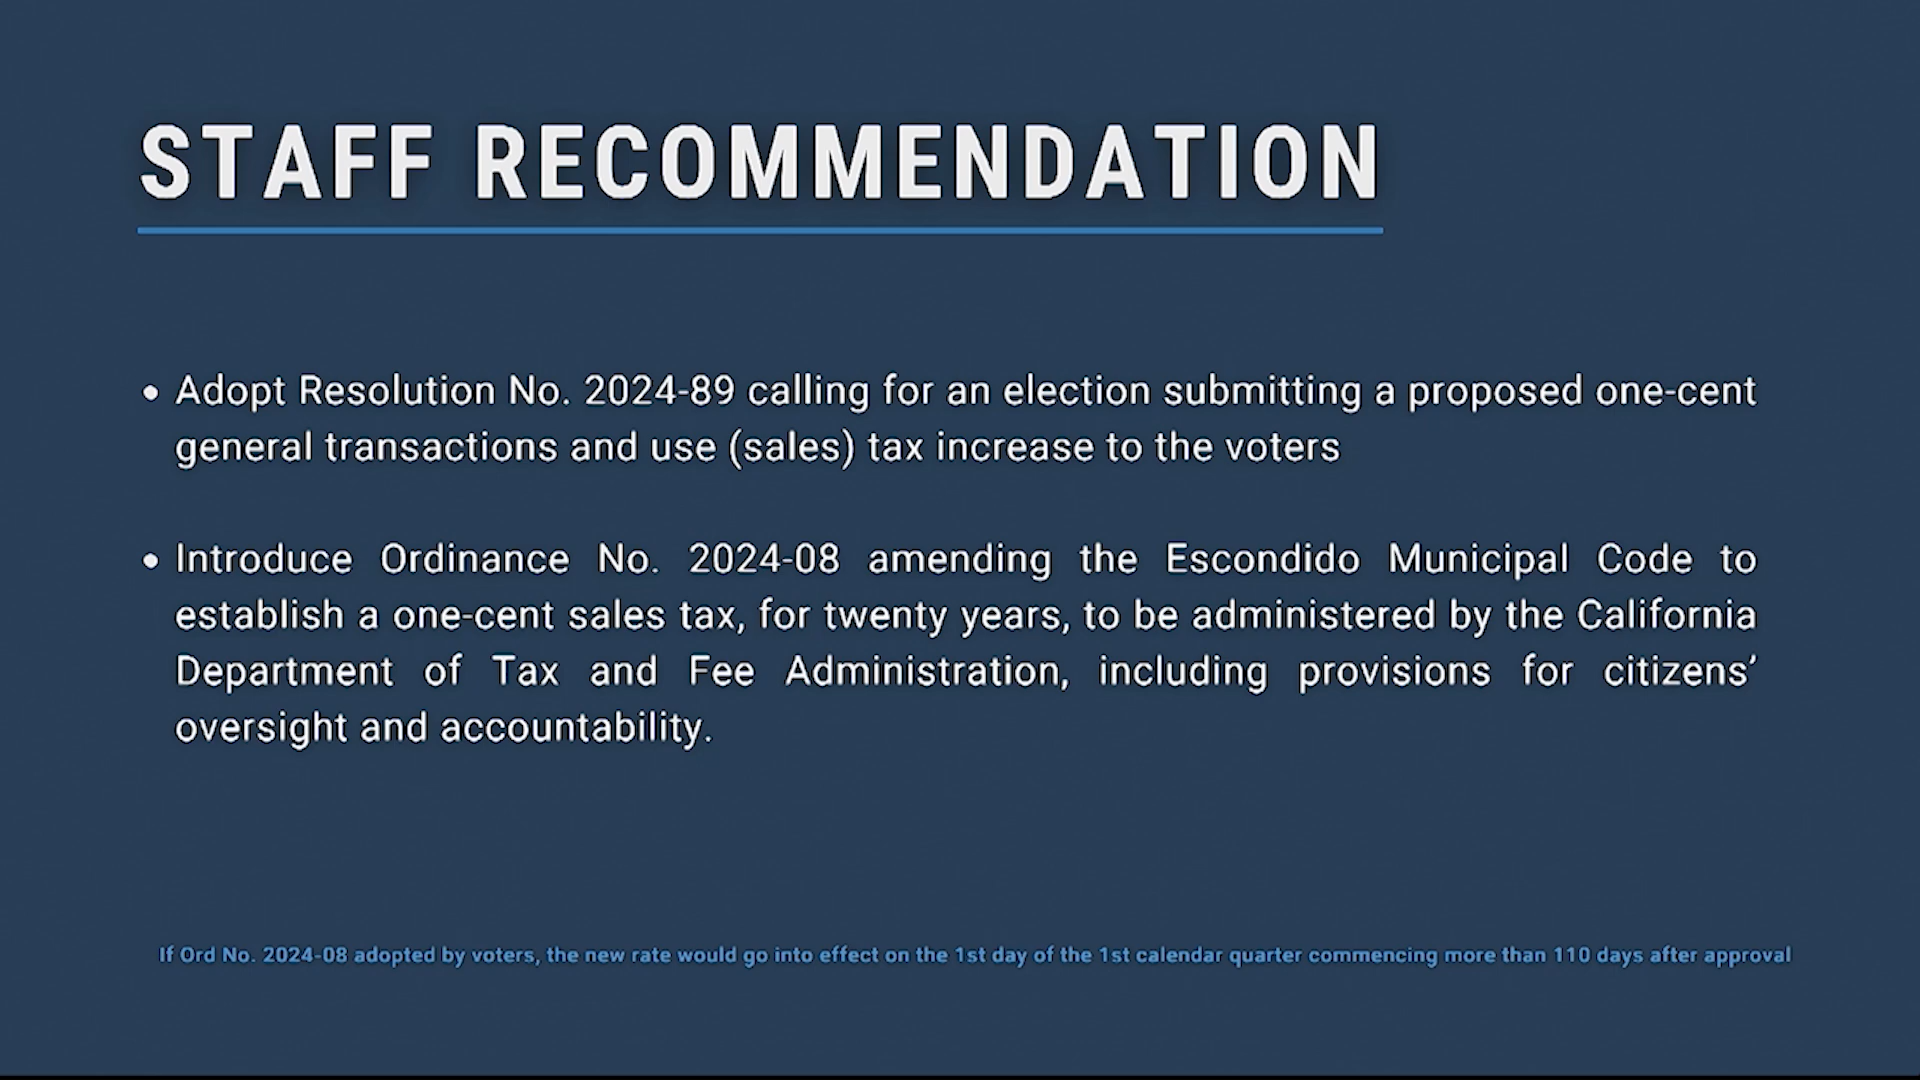 STAFF RECOMMENDATION
• Adopt Resolution No. 2024-89 calling for an election submitting a proposed one-cent
general transactions and use (sales) tax increase to the voters
• Introduce Ordinance No. 2024-08 amending the Escondido Municipal Code to
establish a one-cent sales tax, for twenty years, to be administered by the California
Department of Tax and Fee Administration, including provisions for citizens’
oversight and accountability.
If Ord No. 2024-08 adopted by voters, the new rate would go into effect on the 1st day of the 1st calendar quarter commencing more than 110 days after approval